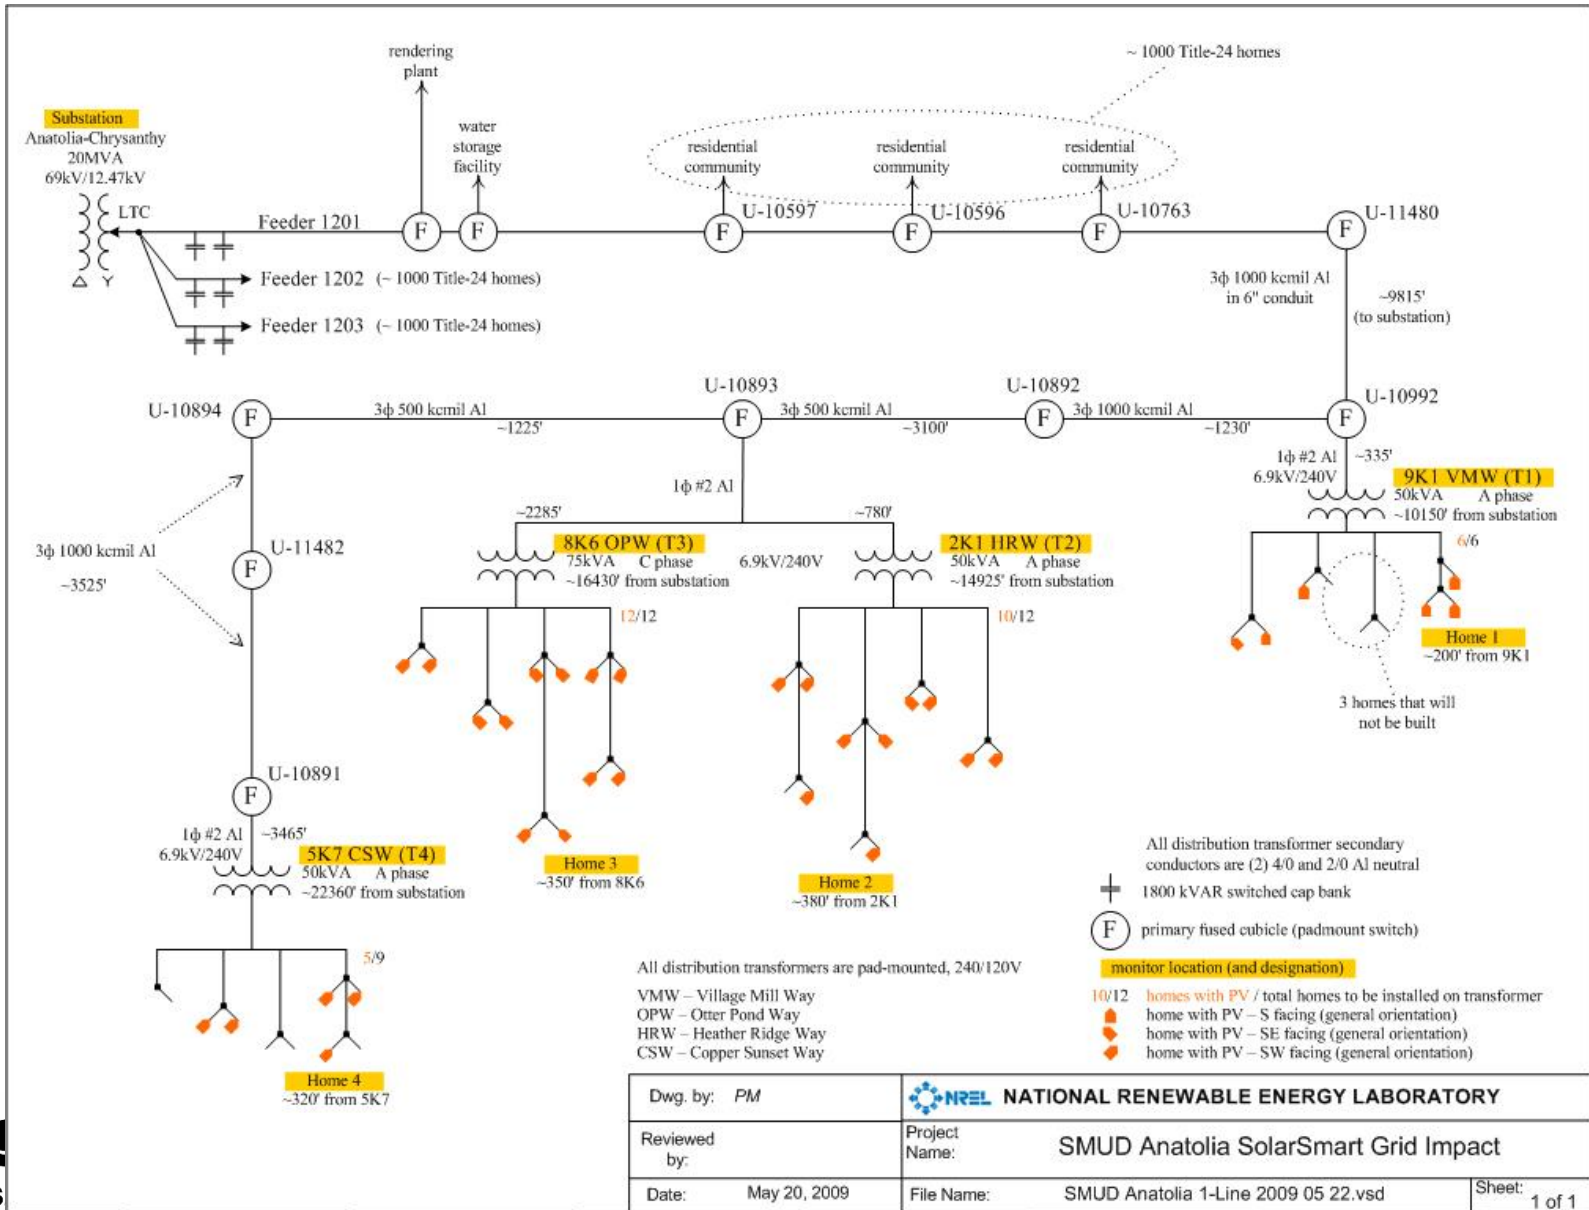 rendering
plant
~ 1000 Title-24 homes
Substation
Anatolia-Chrysanthy
20MVA
69kV/12.47kV
water
storage
facility
residential
community
residential
community
residential
community
LTC
Feeder 1201
F
F
F
U-10597
F
U-10596
F
U-10763
F
U-11480
Δ Y
Feeder 1202 (~ 1000 Title-24 homes)
Feeder 1203 (~ 1000 Title-24 homes)
3ϕ 1000 kcmil Al
in 6" conduit
~9815'
(to substation)
U-10894
F
3ϕ 500 kcmil Al
~1225'
U-10893
F
3ϕ 500 kcmil Al
~3100'
U-10892
F
3ϕ 1000 kcmil Al
~1230'
U-10992
F
1ϕ #2 Al
6.9kV/240V
~335'
9K1 VMW (T1)
50kVA A phase
~10150' from substation
6/6
Home 1
~200' from 9K1
3 homes that will
not be built
1ϕ #2 Al
~2285'
~780'
8K6 OPW (T3)
75kVA C phase
~16430' from substation
12/12
6.9kV/240V
2K1 HRW (T2)
50kVA A phase
~14925' from substation
10/12
3ϕ 1000 kcmil Al
~3525'
U-11482
F
U-10891
F
1ϕ #2 Al
6.9kV/240V
~3465'
5K7 CSW (T4)
50kVA A phase
~22360' from substation
5/9
Home 3
~350' from 8K6
Home 2
~380' from 2K1
Home 4
~320' from 5K7
All distribution transformer secondary
conductors are (2) 4/0 and 2/0 Al neutral
1800 kVAR switched cap bank
F primary fused cubicle (padmount switch)
monitor location (and designation)
10/12 homes with PV / total homes to be installed on transformer
home with PV – S facing (general orientation)
home with PV – SE facing (general orientation)
home with PV – SW facing (general orientation)
All distribution transformers are pad-mounted, 240/120V
VMW – Village Mill Way
OPW – Otter Pond Way
HRW – Heather Ridge Way
CSW – Copper Sunset Way
Dwg. by: PM
NREL NATIONAL RENEWABLE ENERGY LABORATORY
Reviewed
by:
Project
Name:
SMUD Anatolia SolarSmart Grid Impact
Date: May 20, 2009
File Name: SMUD Anatolia 1-Line 2009 05 22.vsd
Sheet:
1 of 1